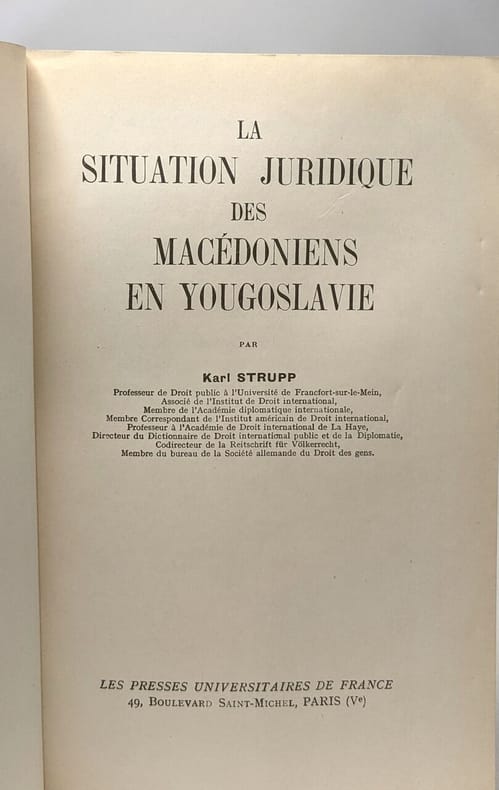 LA
SITUATION JURIDIQUE
DES
MACÉDONIENS
EN YOUGOSLAVIE
PAR
Karl STRUPP
Professeur de Droit public à l'Université de Francfort-sur-le-Mein,
Associé de l'Institut de Droit international,
Membre de l'Académie diplomatique internationale,
Membre Correspondant de l'Institut américain de Droit international,
Professeur à l'Académie de Droit international de La Haye,
Directeur du Dictionnaire de Droit international public et de la Diplomatie,
Codirecteur de la Reitschrift für Völkerrecht,
Membre du bureau de la Société allemande du Droit des gens.
LES PRESSES UNIVERSITAIRES DE FRANCE
49, Boulevard Saint-Michel, PARIS (Vᵉ)